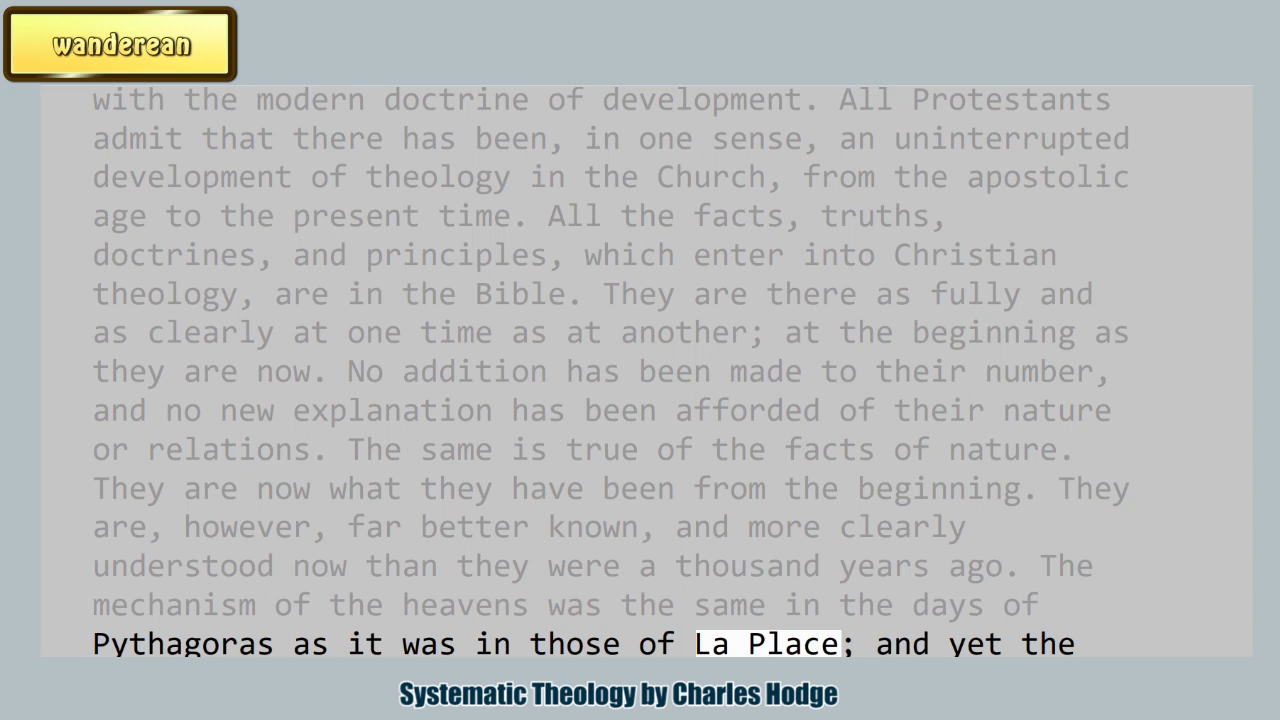 wanderean
with the modern doctrine of development. All Protestants
admit that there has been, in one sense, an uninterrupted
development of theology in the Church, from the apostolic
age to the present time. All the facts, truths,
doctrines, and principles, which enter into Christian
theology, are in the Bible. They are there as fully and
as clearly at one time as at another; at the beginning as
they are now. No addition has been made to their number,
and no new explanation has been afforded of their nature
or relations. The same is true of the facts of nature.
They are now what they have been from the beginning. They
are, however, far better known, and more clearly
understood now than they were a thousand years ago. The
mechanism of the heavens was the same in the days of
Pythagoras as it was in those of La Place; and yet the
Systematic Theology by Charles Hodge